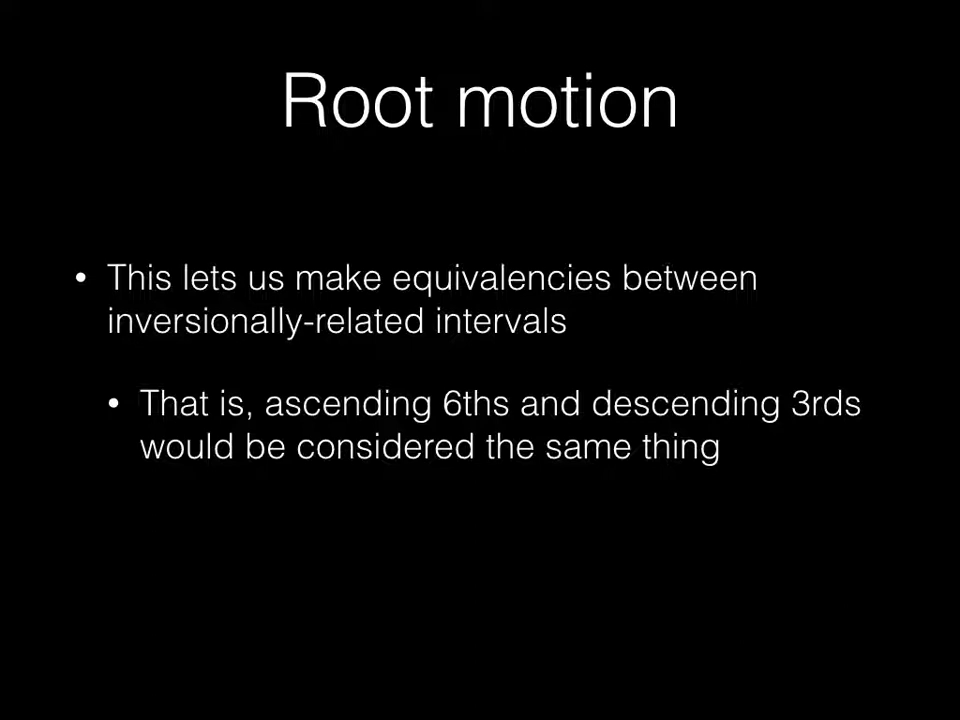 Root motion
• This lets us make equivalencies between
inversionally-related intervals
• That is, ascending 6ths and descending 3rds
would be considered the same thing